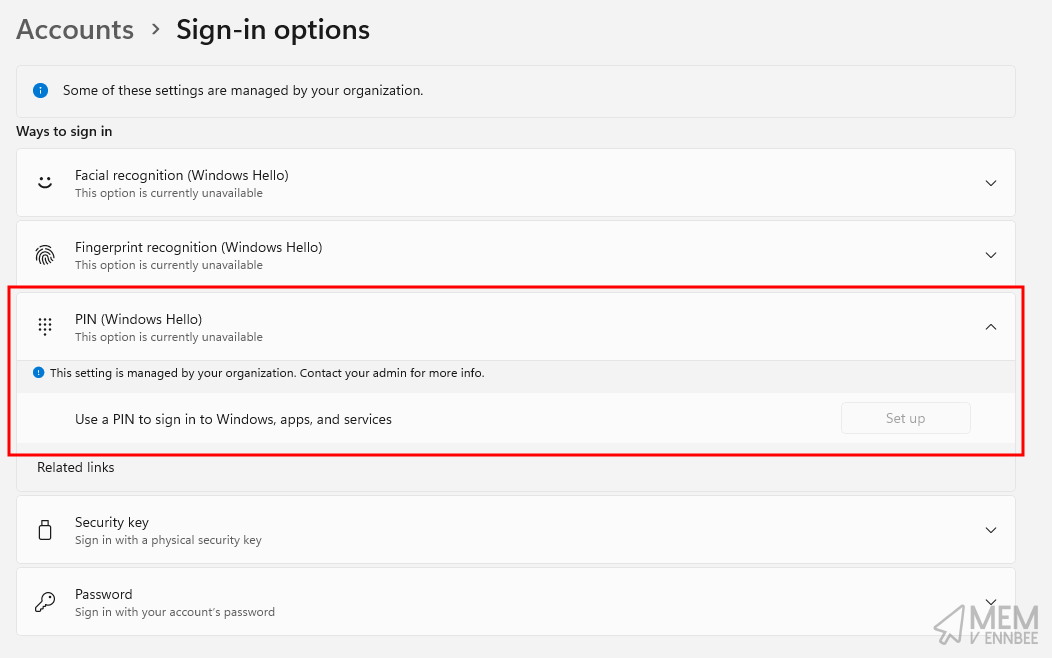 Accounts > Sign-in options
Some of these settings are managed by your organization.
Ways to sign in
Facial recognition (Windows Hello)
This option is currently unavailable
Fingerprint recognition (Windows Hello)
This option is currently unavailable
PIN (Windows Hello)
This option is currently unavailable
This setting is managed by your organization. Contact your admin for more info.
Use a PIN to sign in to Windows, apps, and services
Set up
Related links
Security key
Sign in with a physical security key
Password
Sign in with your account's password
MEM
V ENNBEE